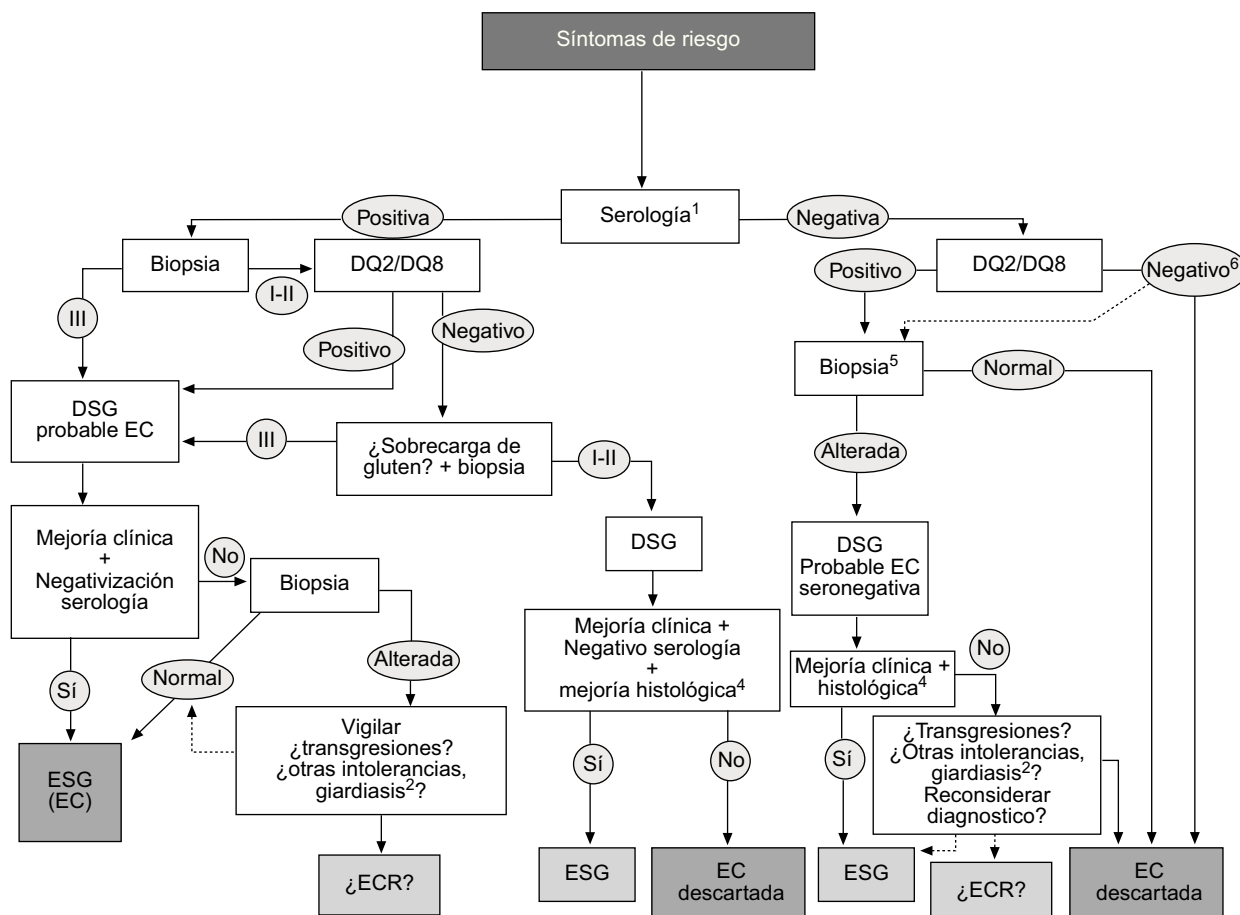 Síntomas de riesgo
Serología¹
Positiva
Negativa
Biopsia
I-II
DQ2/DQ8
III
Positivo
Negativo
DQ2/DQ8
Positivo
Negativo⁶
Biopsia⁵
Normal
Alterada
DSG
probable EC
III
¿Sobrecarga de
gluten? + biopsia
I-II
DSG
DSG
Probable EC
seronegativa
Mejoría clínica
+
Negativización
serología
No
Biopsia
Sí
Normal
Alterada
Vigilar
¿transgresiones?
¿otras intolerancias,
giardiasis²?
ESG
(EC)
¿ECR?
Mejoría clínica +
Negativo serología
+
mejoría histológica⁴
Sí
No
ESG
EC
descartada
Mejoría clínica +
histológica⁴
No
Sí
¿Transgresiones?
¿Otras intolerancias,
giardiasis²?
Reconsiderar
diagnostico?
ESG
¿ECR?
EC
descartada